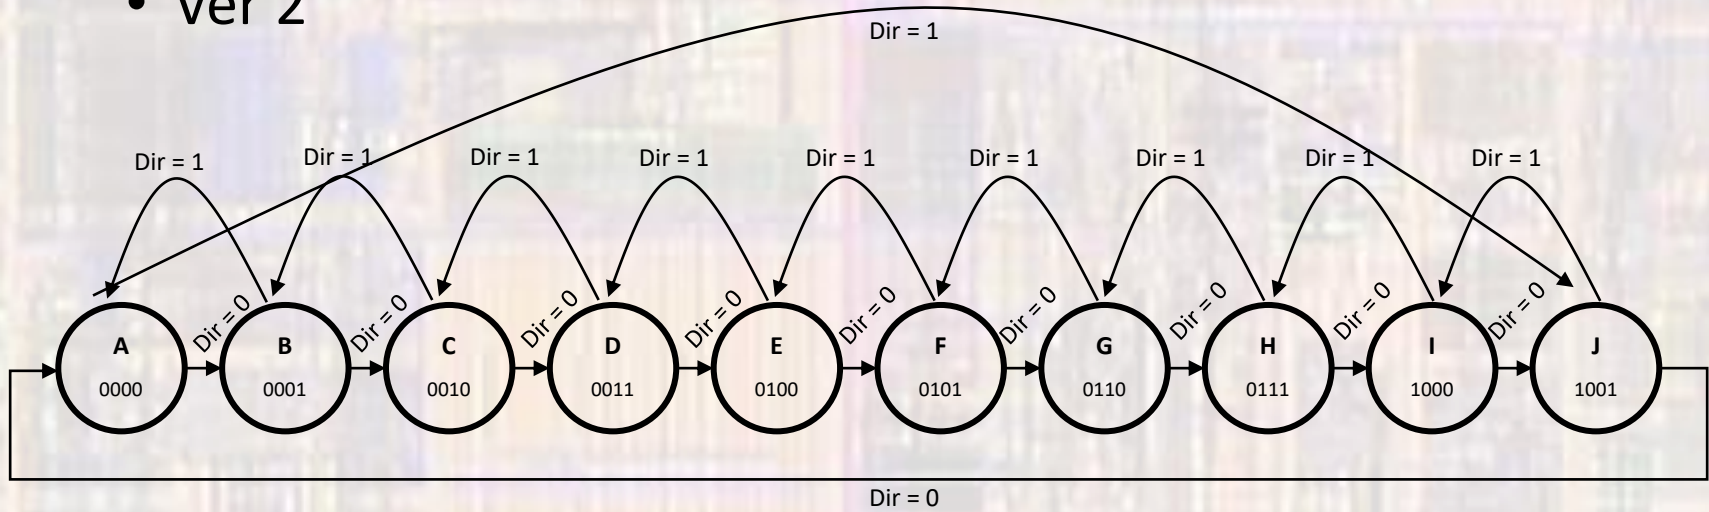 • Ver 2
Dir = 1
Dir = 1 Dir = 1 Dir = 1 Dir = 1 Dir = 1 Dir = 1 Dir = 1 Dir = 1 Dir = 1
Dir = 0 Dir = 0 Dir = 0 Dir = 0 Dir = 0 Dir = 0 Dir = 0 Dir = 0 Dir = 0
A B C D E F G H I J
0000 0001 0010 0011 0100 0101 0110 0111 1000 1001
Dir = 0